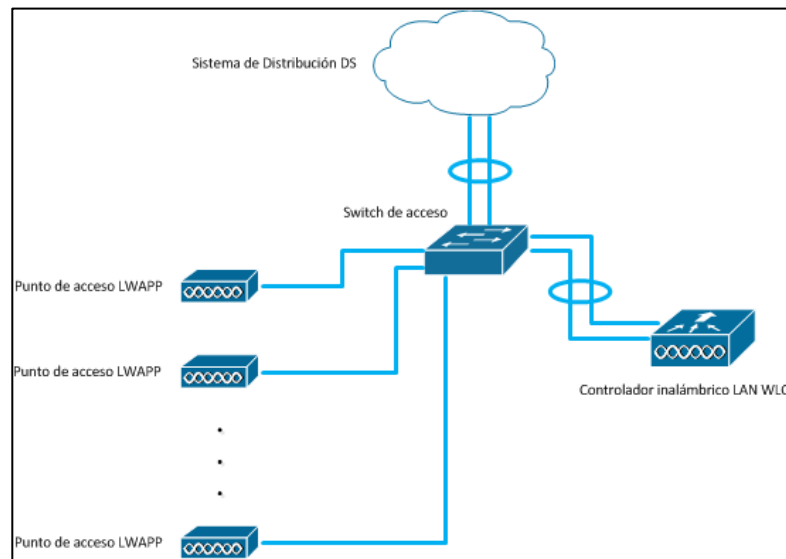 Sistema de Distribución DS
Switch de acceso
Punto de acceso LWAPP
Punto de acceso LWAPP
Controlador inalámbrico LAN WLC
Punto de acceso LWAPP